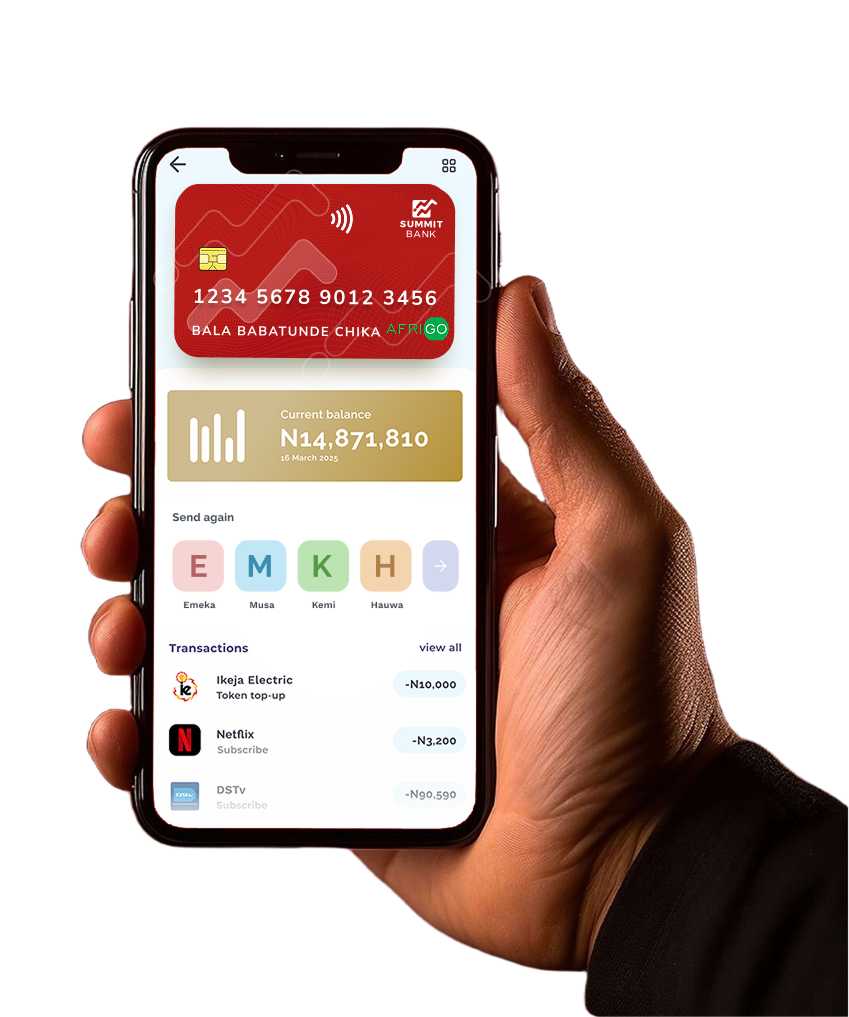 SUMMIT
BANK
1234 5678 9012 3456
BALA BABATUNDE CHIKA AFRIGO
Current balance
N14,871,810
16 March 2025
Send again
E M K H
Emeka Musa Kemi Hauwa
Transactions view all
ie
Ikeja Electric
Token top-up
-N10,000
N
Netflix
Subscribe
-N3,200
DStv
DSTv
Subscribe
-N90,590